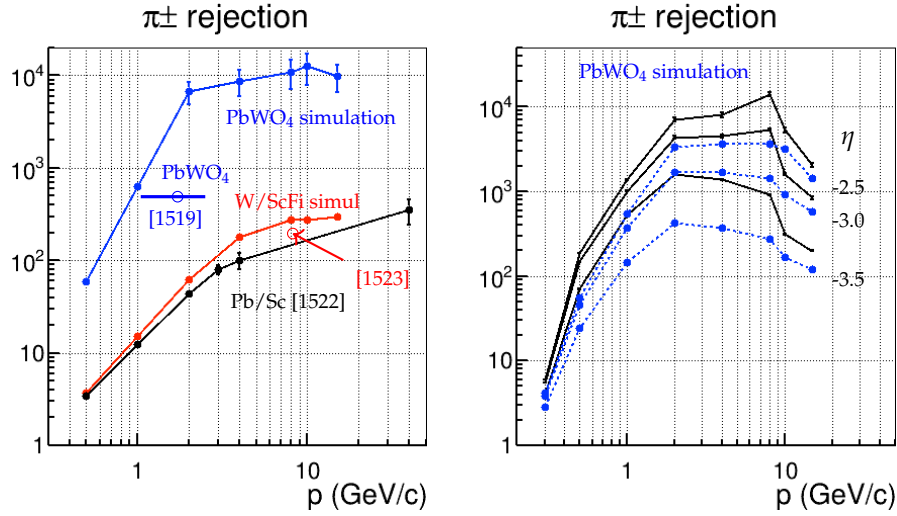 π± rejection
10⁴
10³
10²
10
1
PbWO₄ simulation
PbWO₄
[1519]
W/ScFi simul
[1523]
Pb/Sc [1522]
1
10
p (GeV/c)
π± rejection
PbWO₄ simulation
10⁴
10³
10²
10
1
η
-2.5
-3.0
-3.5
1
10
p (GeV/c)